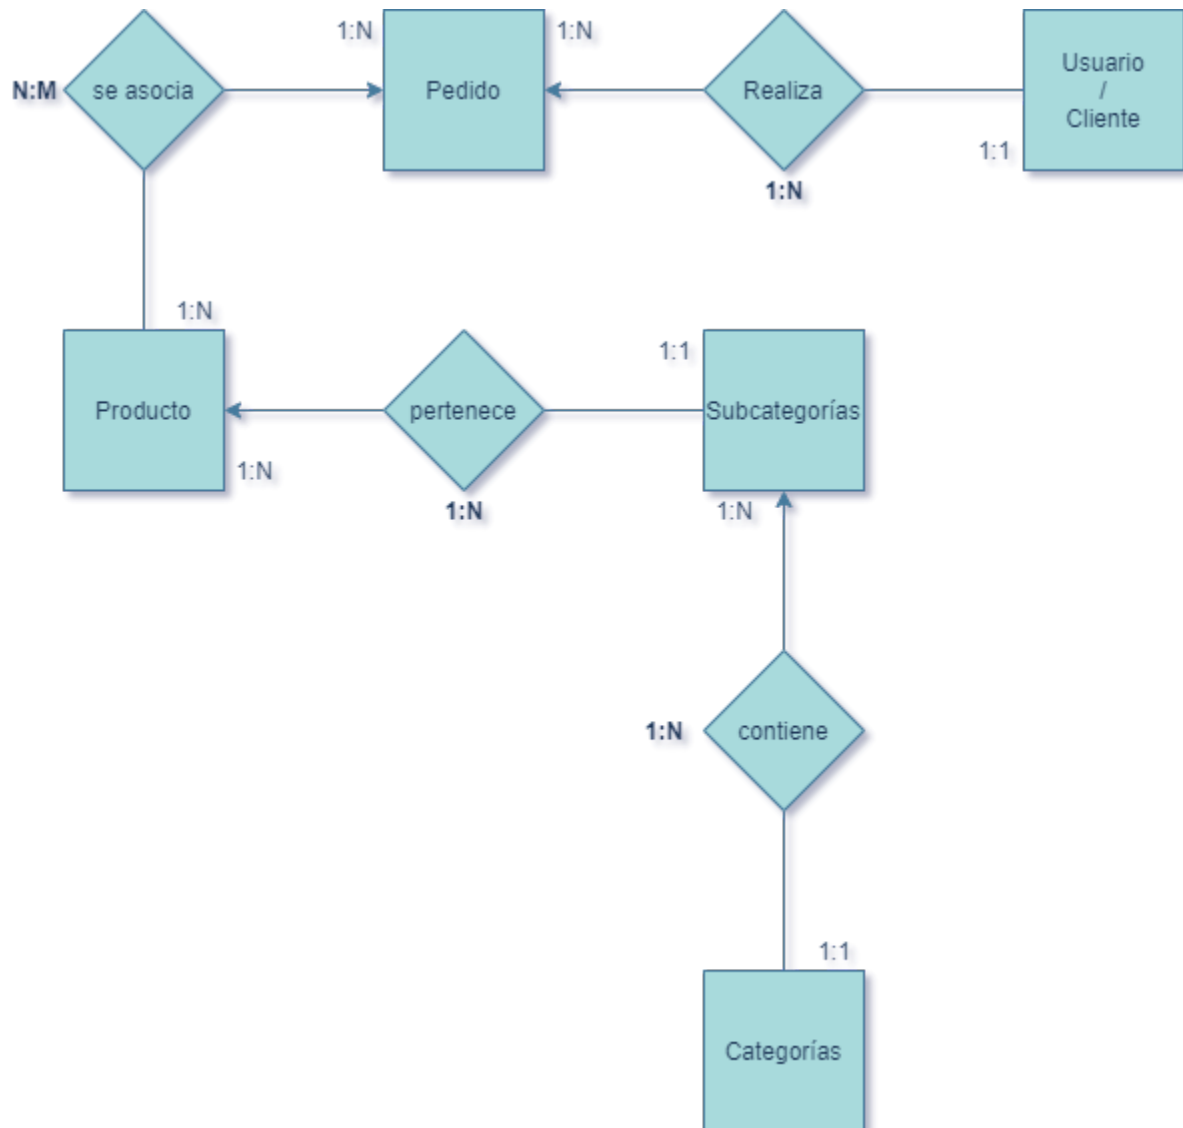 1:N
1:N
N:M
se asocia
Pedido
Realiza
Usuario
/
Cliente
1:1
1:N
1:N
1:1
Producto
pertenece
Subcategorías
1:N
1:N
1:N
1:N
contiene
1:1
Categorías